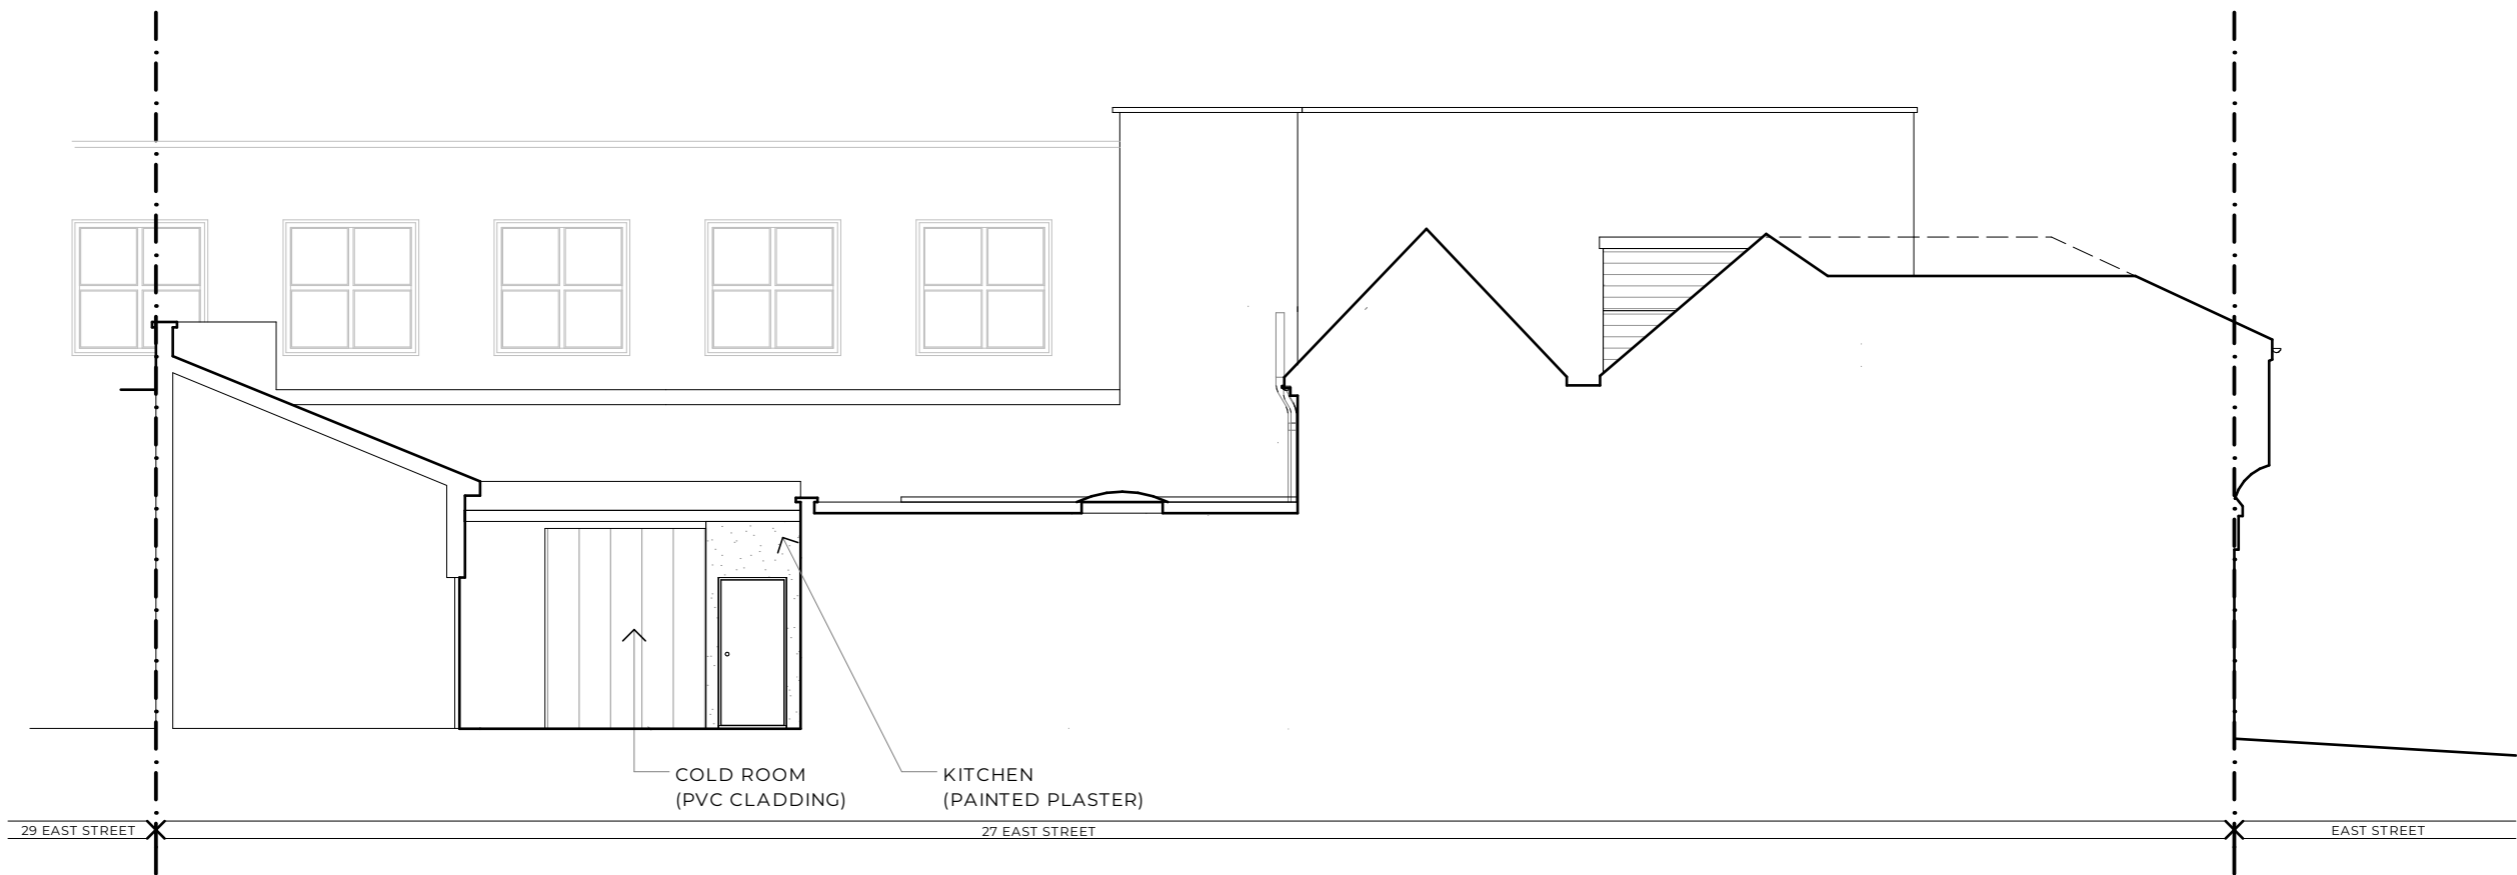 COLD ROOM
(PVC CLADDING)
KITCHEN
(PAINTED PLASTER)
29 EAST STREET
27 EAST STREET
EAST STREET